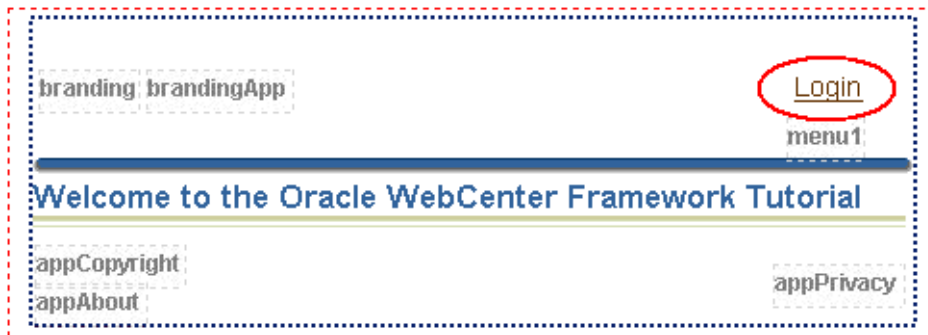 branding brandingApp
Login
menu1
Welcome to the Oracle WebCenter Framework Tutorial
appCopyright
appPrivacy
appAbout